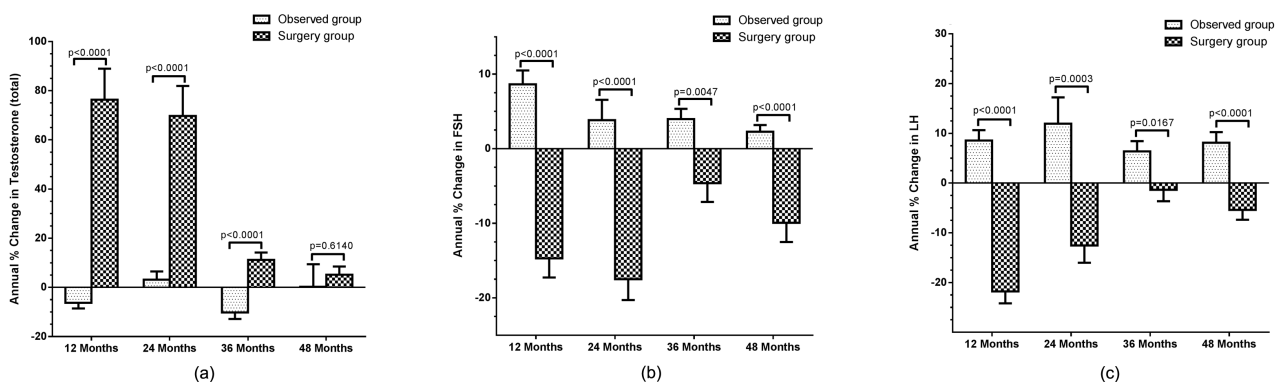 Observed group
Surgery group
Annual % Change in Testosterone (total)
100
80
60
40
20
0
-20
p<0.0001
p<0.0001
p<0.0001
p=0.6140
12 Months 24 Months 36 Months 48 Months
(a)
Observed group
Surgery group
Annual % Change in FSH
10
0
-10
-20
p<0.0001
p<0.0001
p=0.0047
p<0.0001
12 Months 24 Months 36 Months 48 Months
(b)
Observed group
Surgery group
Annual % Change in LH
30
20
10
0
-10
-20
p<0.0001
p=0.0003
p=0.0167
p<0.0001
12 Months 24 Months 36 Months 48 Months
(c)